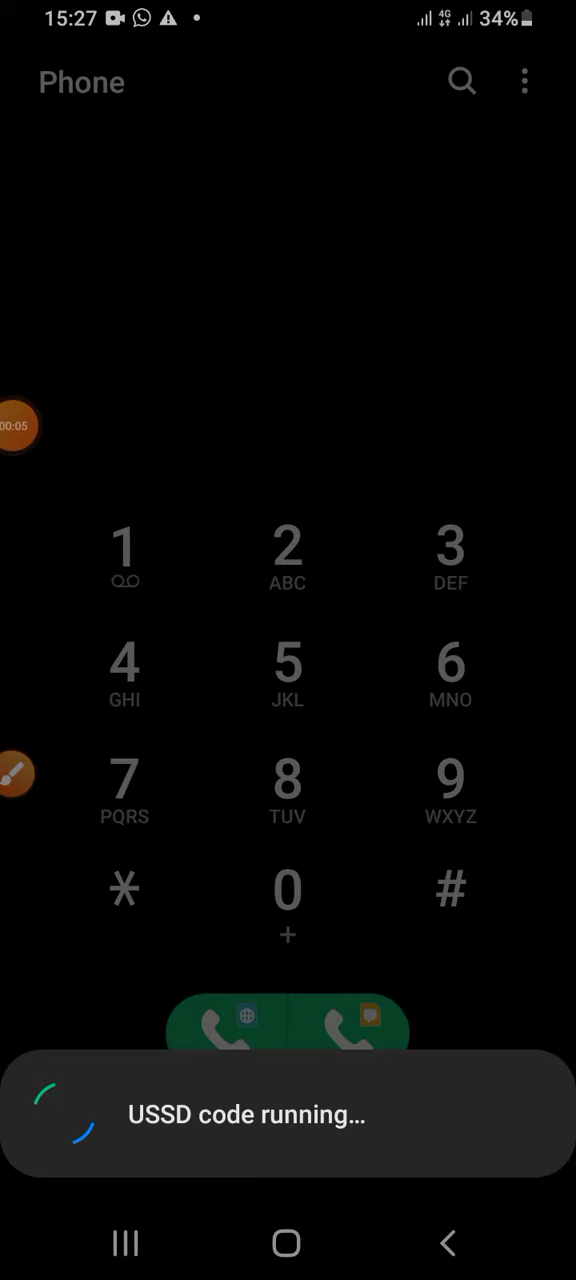 15:27 4G 34%
Phone
00:05
1 2 3
ABC DEF
4 5 6
GHI JKL MNO
7 8 9
PQRS TUV WXYZ
* 0 #
+
USSD code running...